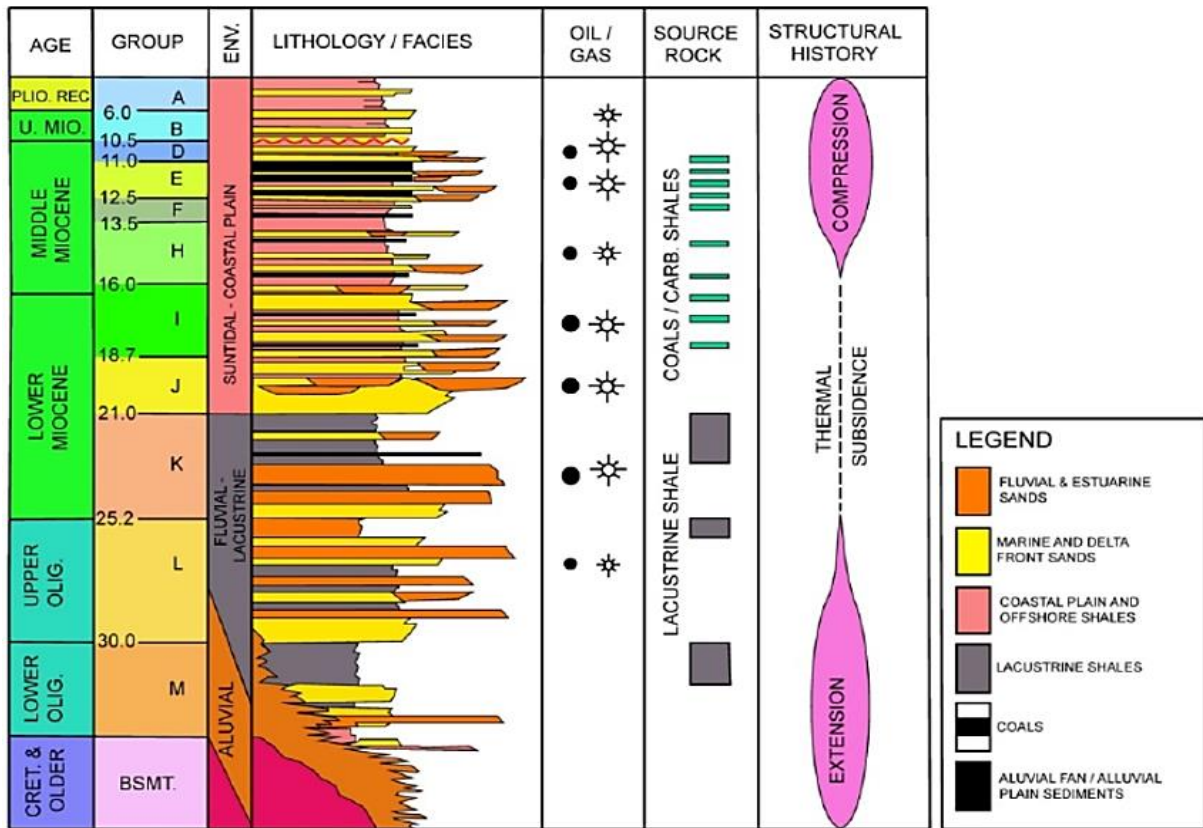 AGE
GROUP
ENV.
LITHOLOGY / FACIES
OIL /
GAS
SOURCE
ROCK
STRUCTURAL
HISTORY
PLIO. REC
U. MIO.
MIDDLE
MIOCENE
LOWER
MIOCENE
UPPER
OLIG.
LOWER
OLIG.
CRET. &
OLDER
A
6.0
B
10.5
D
11.0
E
12.5
F
13.5
H
16.0
I
18.7
J
21.0
K
25.2
L
30.0
M
BSMT.
SUNTIDAL - COASTAL PLAIN
FLUVIAL -
LACUSTRINE
ALUVIAL
COALS / CARB. SHALES
LACUSTRINE SHALE
COMPRESSION
THERMAL
SUBSIDENCE
EXTENSION
LEGEND
FLUVIAL & ESTUARINE
SANDS
MARINE AND DELTA
FRONT SANDS
COASTAL PLAIN AND
OFFSHORE SHALES
LACUSTRINE SHALES
COALS
ALUVIAL FAN / ALLUVIAL
PLAIN SEDIMENTS